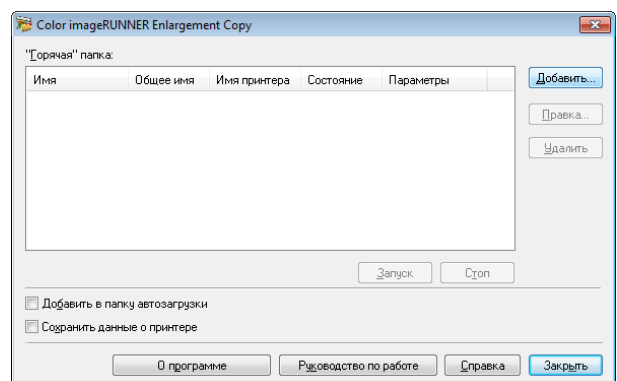 Color imageRUNNER Enlargement Copy
"Горячая" папка:
Имя Общее имя Имя принтера Состояние Параметры
Добавить...
Правка...
Удалить
Запуск Стоп
Добавить в папку автозагрузки
Сохранить данные о принтере
О программе Руководство по работе Справка Закрыть